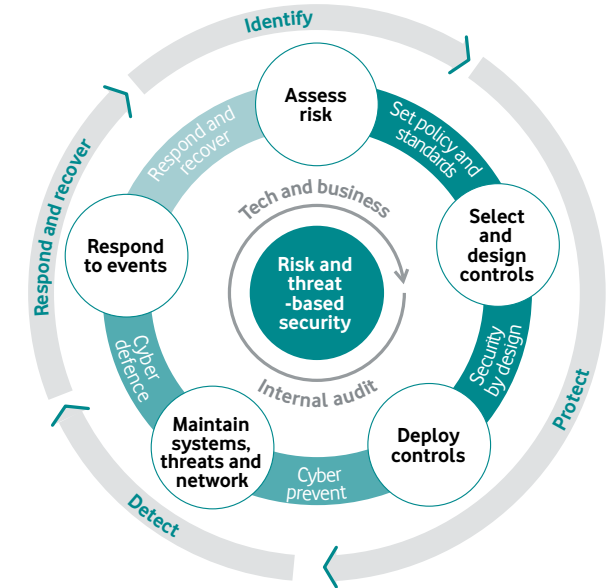 Identify
Assess
risk
Respond and
recover
Set policy and
standards
Respond and recover
Tech and business
Select
and
design
controls
Respond
to events
Risk and
threat
-based
security
Cyber
defence
Security
by design
Internal audit
Protect
Maintain
systems,
threats and
network
Deploy
controls
Cyber
prevent
Detect